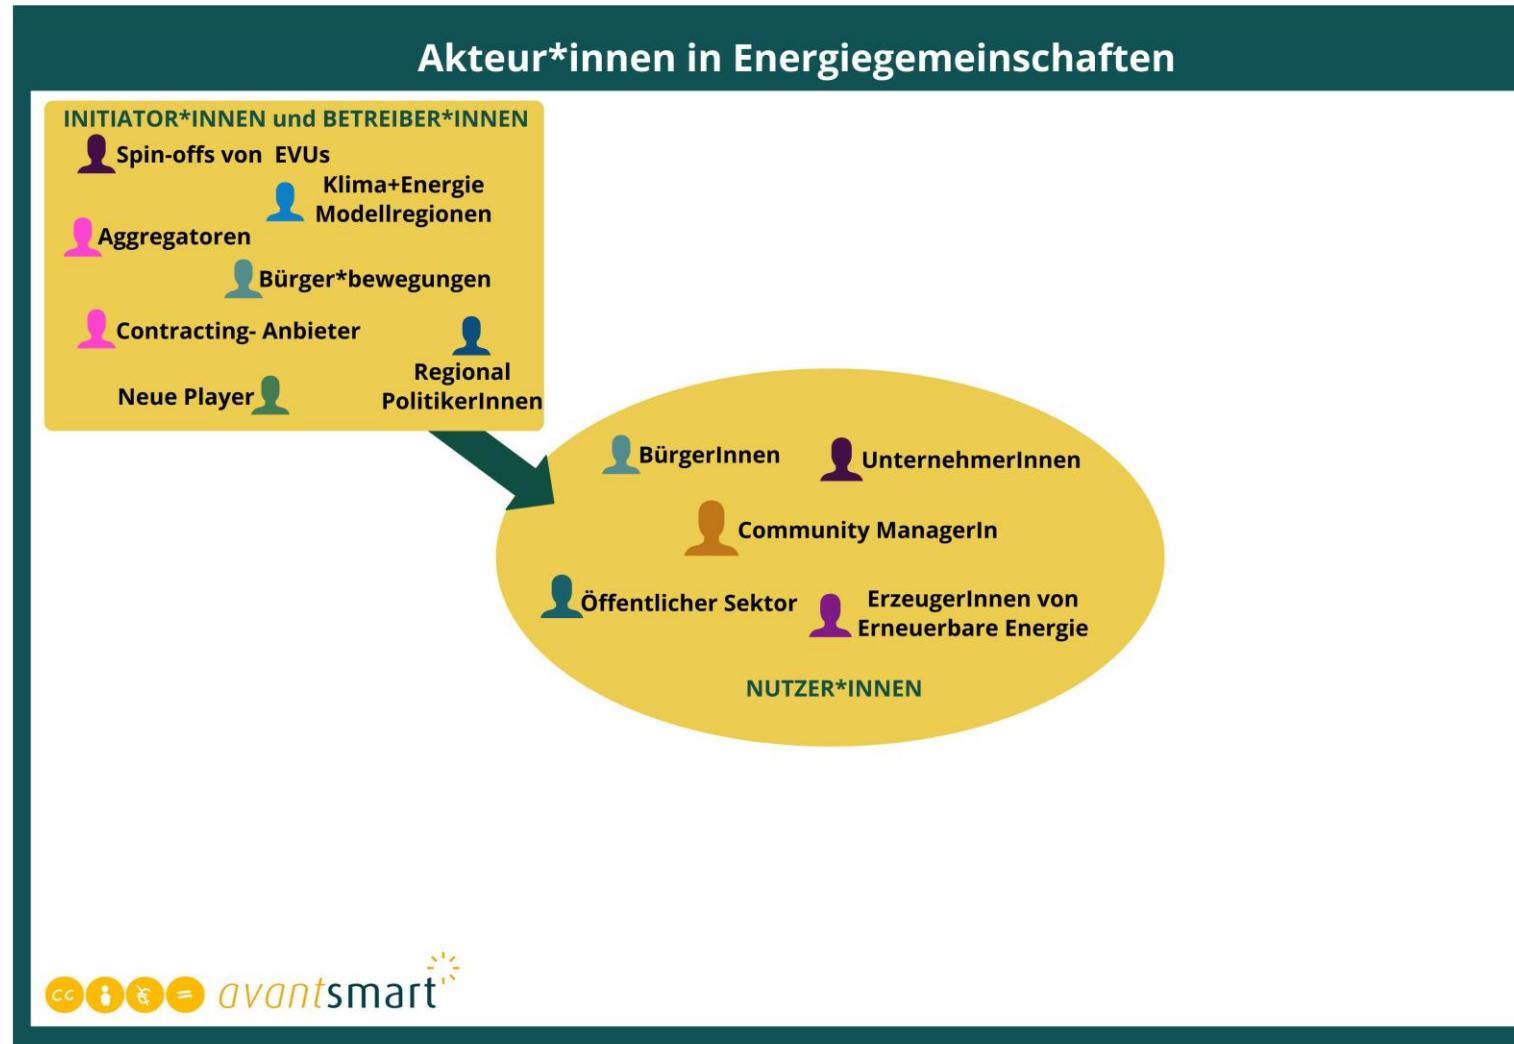 Akteur*innen in Energiegemeinschaften
INITIATOR*INNEN und BETREIBER*INNEN
Spin-offs von EVUs
Klima+Energie
Modellregionen
Aggregatoren
Bürger*bewegungen
Contracting- Anbieter
Regional
PolitikerInnen
Neue Player
BürgerInnen
UnternehmerInnen
Community ManagerIn
Öffentlicher Sektor
ErzeugerInnen von
Erneuerbare Energie
NUTZER*INNEN
cc € = avantsmart